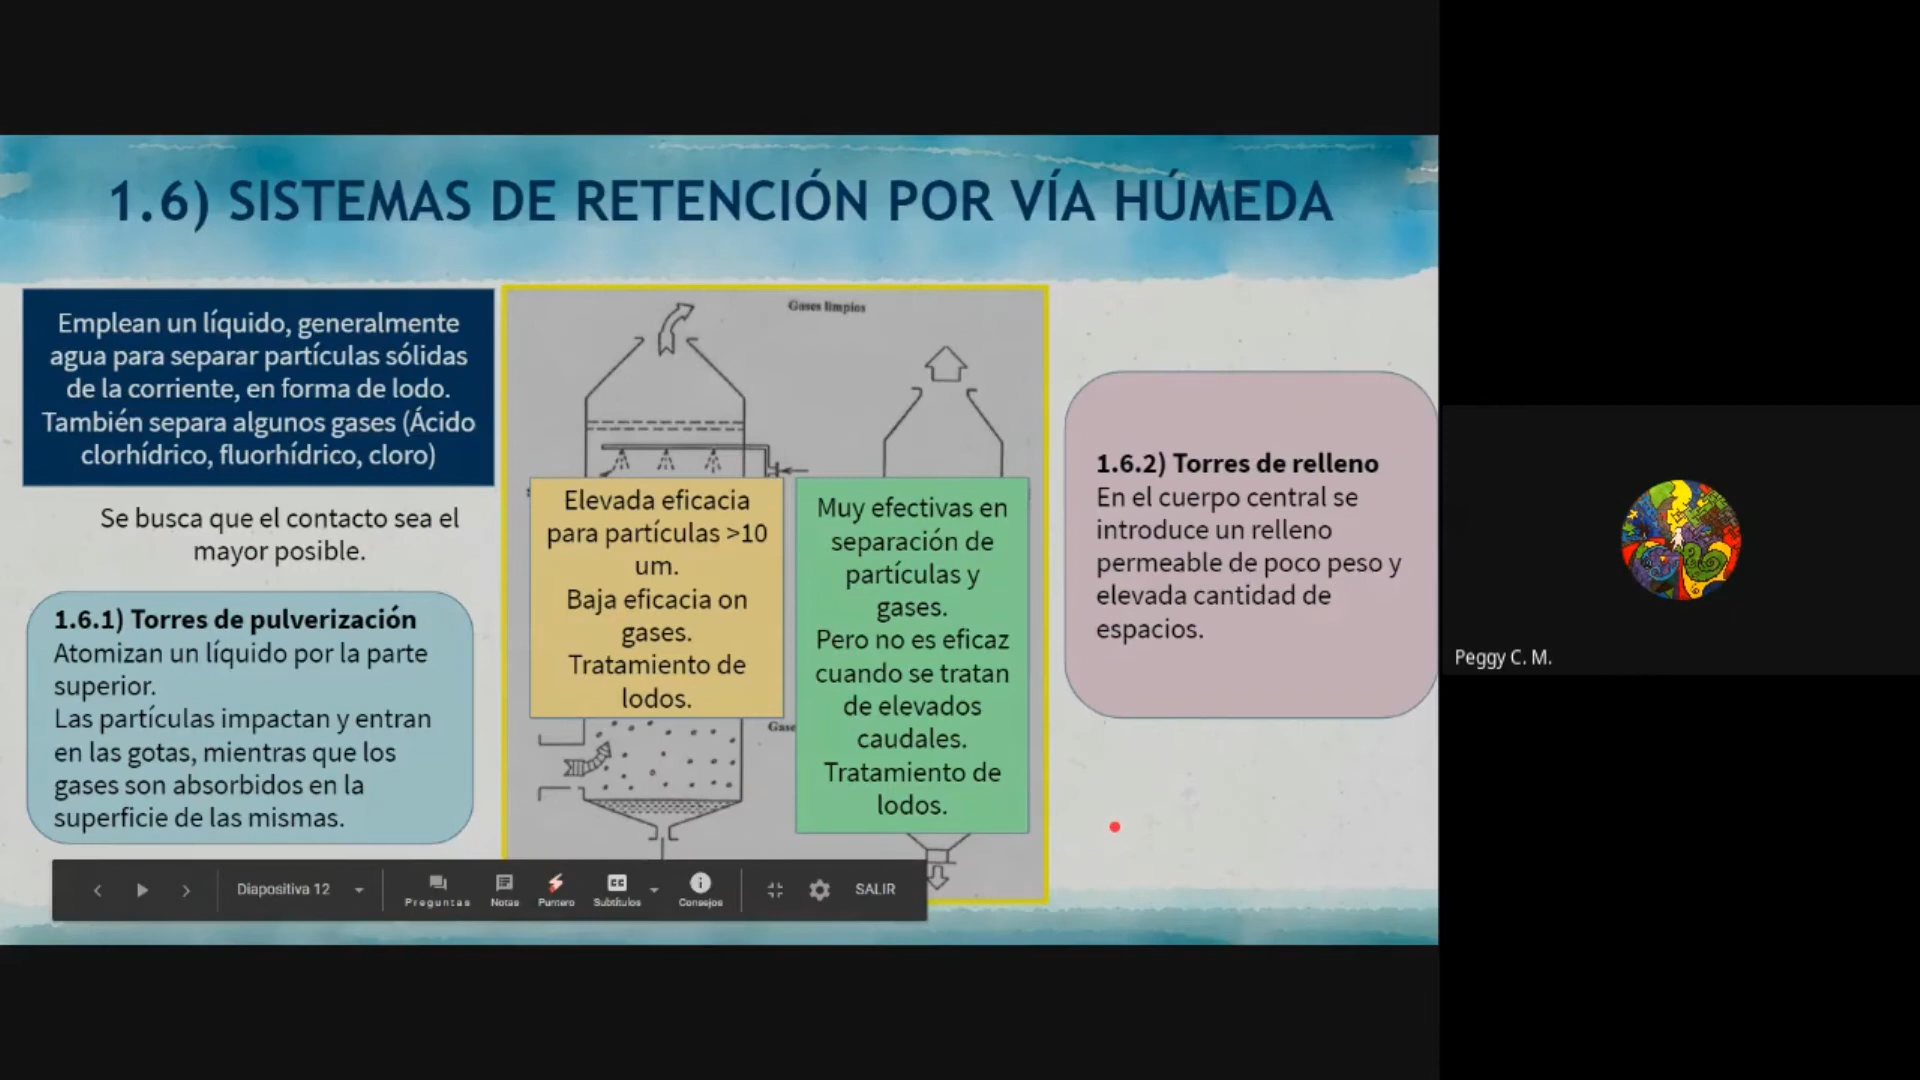 1.6) SISTEMAS DE RETENCIÓN POR VÍA HÚMEDA
Emplean un líquido, generalmente
agua para separar partículas sólidas
de la corriente, en forma de lodo.
También separa algunos gases (Ácido
clorhídrico, fluorhídrico, cloro)
Se busca que el contacto sea el
mayor posible.
1.6.1) Torres de pulverización
Atomizan un líquido por la parte
superior.
Las partículas impactan y entran
en las gotas, mientras que los
gases son absorbidos en la
superficie de las mismas.
Gases limpios
Elevada eficacia
para partículas >10
um.
Baja eficacia on
gases.
Tratamiento de
lodos.
Gase
Muy efectivas en
separación de
partículas y
gases.
Pero no es eficaz
cuando se tratan
de elevados
caudales.
Tratamiento de
lodos.
1.6.2) Torres de relleno
En el cuerpo central se
introduce un relleno
permeable de poco peso y
elevada cantidad de
espacios.
Peggy C. M.
Diapositiva 12
Preguntas
Notas
Puntero
Subtítulos
Consejos
SALIR